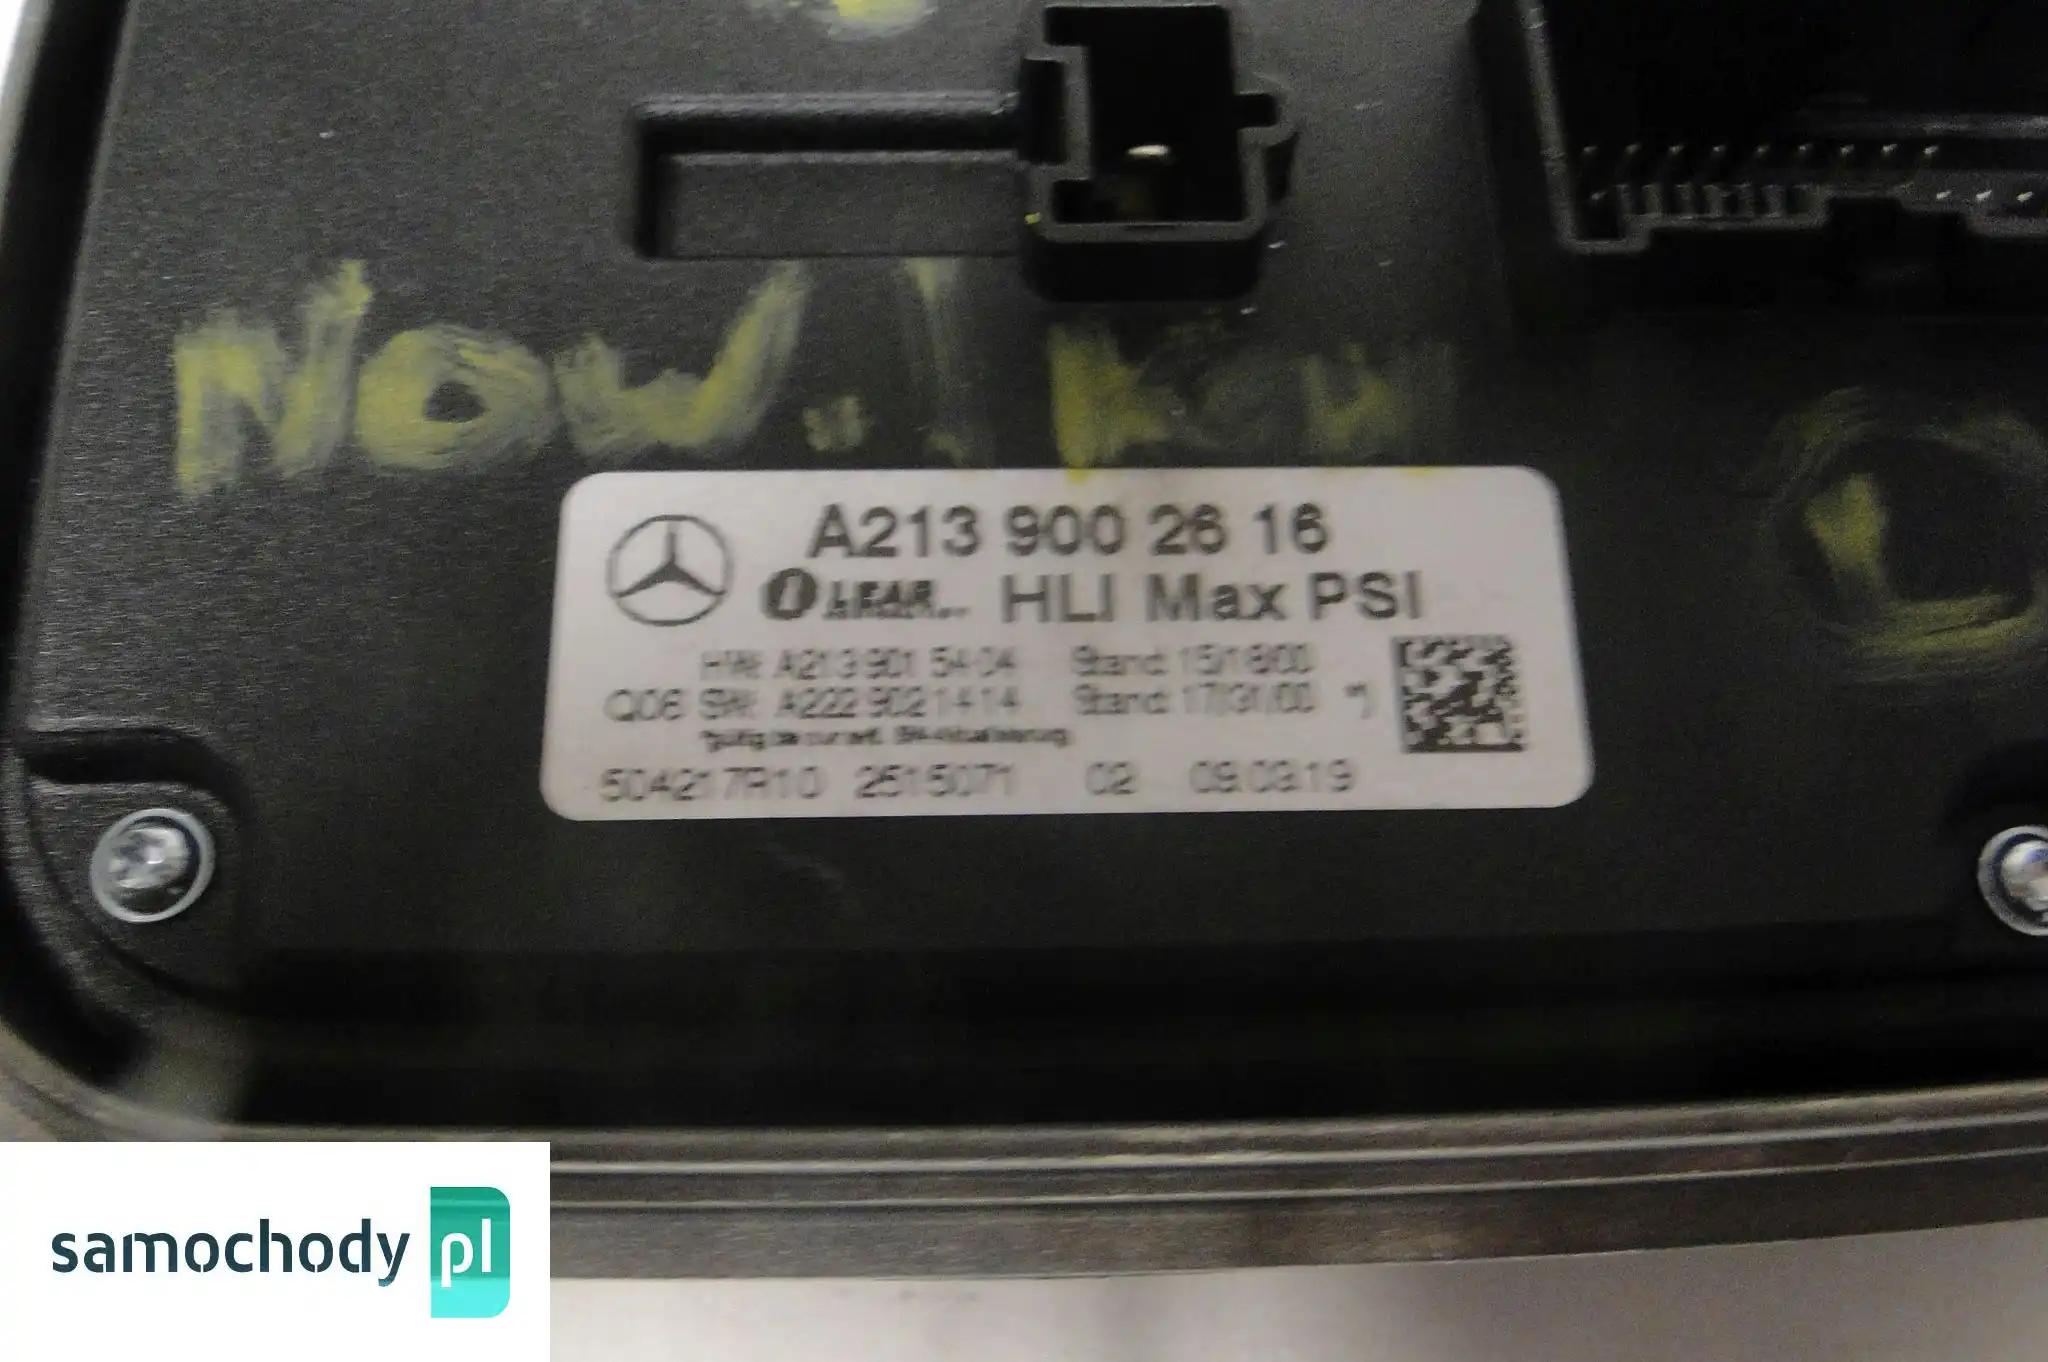 NOW.
A213 900 26 16
LEAR HLI Max PSI
HW: A213 901 54 04 Stand 15/18/00
Q06 SW: A222 902 14 14 Stand 17/31/00 *)
504217R10 2515071 02 09.03.19
samochody pl